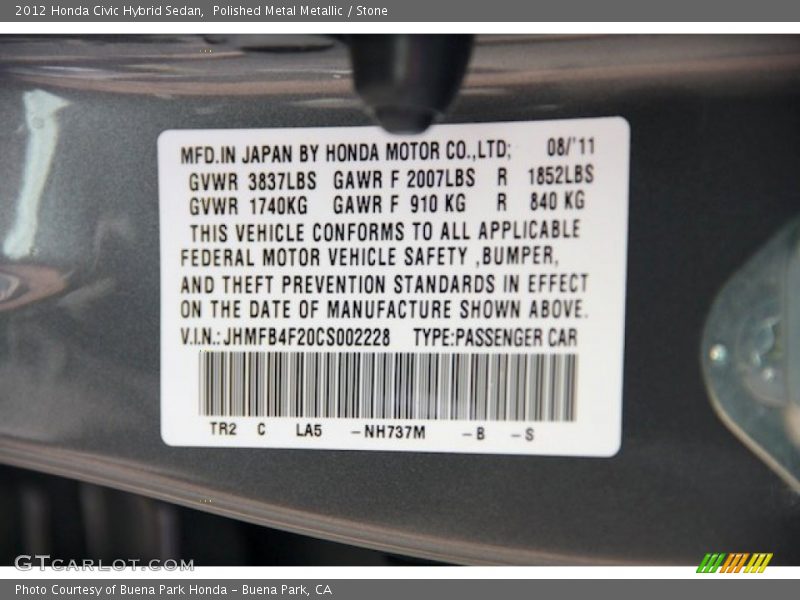 2012 Honda Civic Hybrid Sedan,  Polished Metal Metallic / Stone
MFD.IN JAPAN BY HONDA MOTOR CO.,LTD; 08/'11
GVWR 3837LBS GAWR F 2007LBS R 1852LBS
GVWR 1740KG GAWR F 910 KG R 840 KG
THIS VEHICLE CONFORMS TO ALL APPLICABLE
FEDERAL MOTOR VEHICLE SAFETY ,BUMPER,
AND THEFT PREVENTION STANDARDS IN EFFECT
ON THE DATE OF MANUFACTURE SHOWN ABOVE.
V.I.N.:JHMFB4F20CS002228 TYPE:PASSENGER CAR
TR2 C LA5 -NH737M -B -S
GTcarlot.com
Photo Courtesy of Buena Park Honda - Buena Park, CA